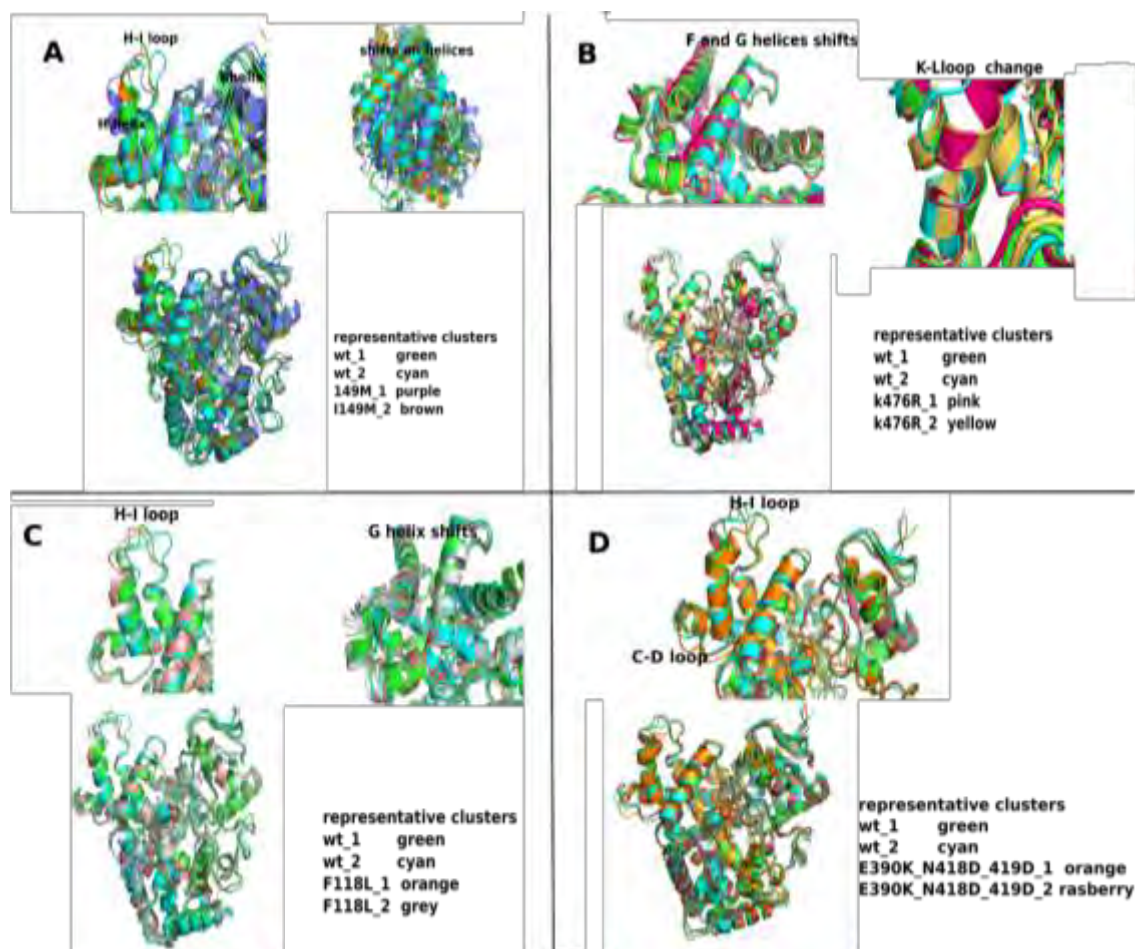 A
H-I loop
shifts on helices
representative clusters
wt_1 green
wt_2 cyan
149M_1 purple
I149M_2 brown
B
F and G helices shifts
K-Lloop change
representative clusters
wt_1 green
wt_2 cyan
k476R_1 pink
k476R_2 yellow
C
H-I loop
G helix shifts
representative clusters
wt_1 green
wt_2 cyan
F118L_1 orange
F118L_2 grey
D
H-I loop
C-D loop
representative clusters
wt_1 green
wt_2 cyan
E390K_N418D_419D_1 orange
E390K_N418D_419D_2 rasberry